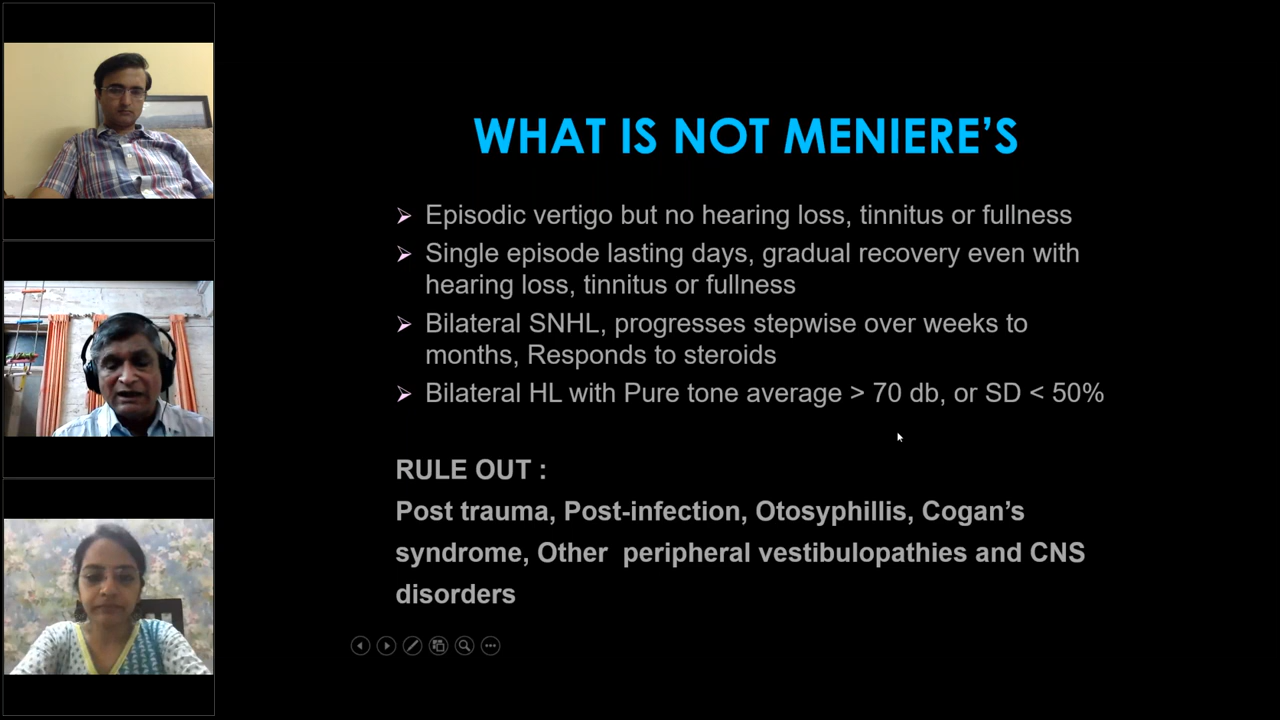 WHAT IS NOT MENIERE’S
Episodic vertigo but no hearing loss, tinnitus or fullness
Single episode lasting days, gradual recovery even with
hearing loss, tinnitus or fullness
Bilateral SNHL, progresses stepwise over weeks to
months, Responds to steroids
Bilateral HL with Pure tone average > 70 db, or SD < 50%
RULE OUT :
Post trauma, Post-infection, Otosyphillis, Cogan’s
syndrome, Other  peripheral vestibulopathies and CNS
disorders